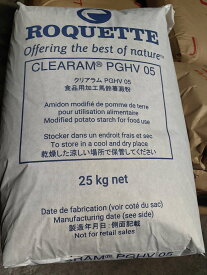 ROQUETTE
Offering the best of nature™
CLEARAM® PGHV 05
クリアラム PGHV 05
食品用加工馬鈴薯澱粉
Amidon modifié de pomme de terre
pour utilisation alimentaire
Modified potato starch for food use
Stocker dans un endroit frais et sec
To store in a cool and dry place
乾燥した涼しい場所で保管してください
25 kg net
Date de fabrication (voir coté du sac)
Manufacturing date (see side)
製造年月日:側面記載
Not for retail sales